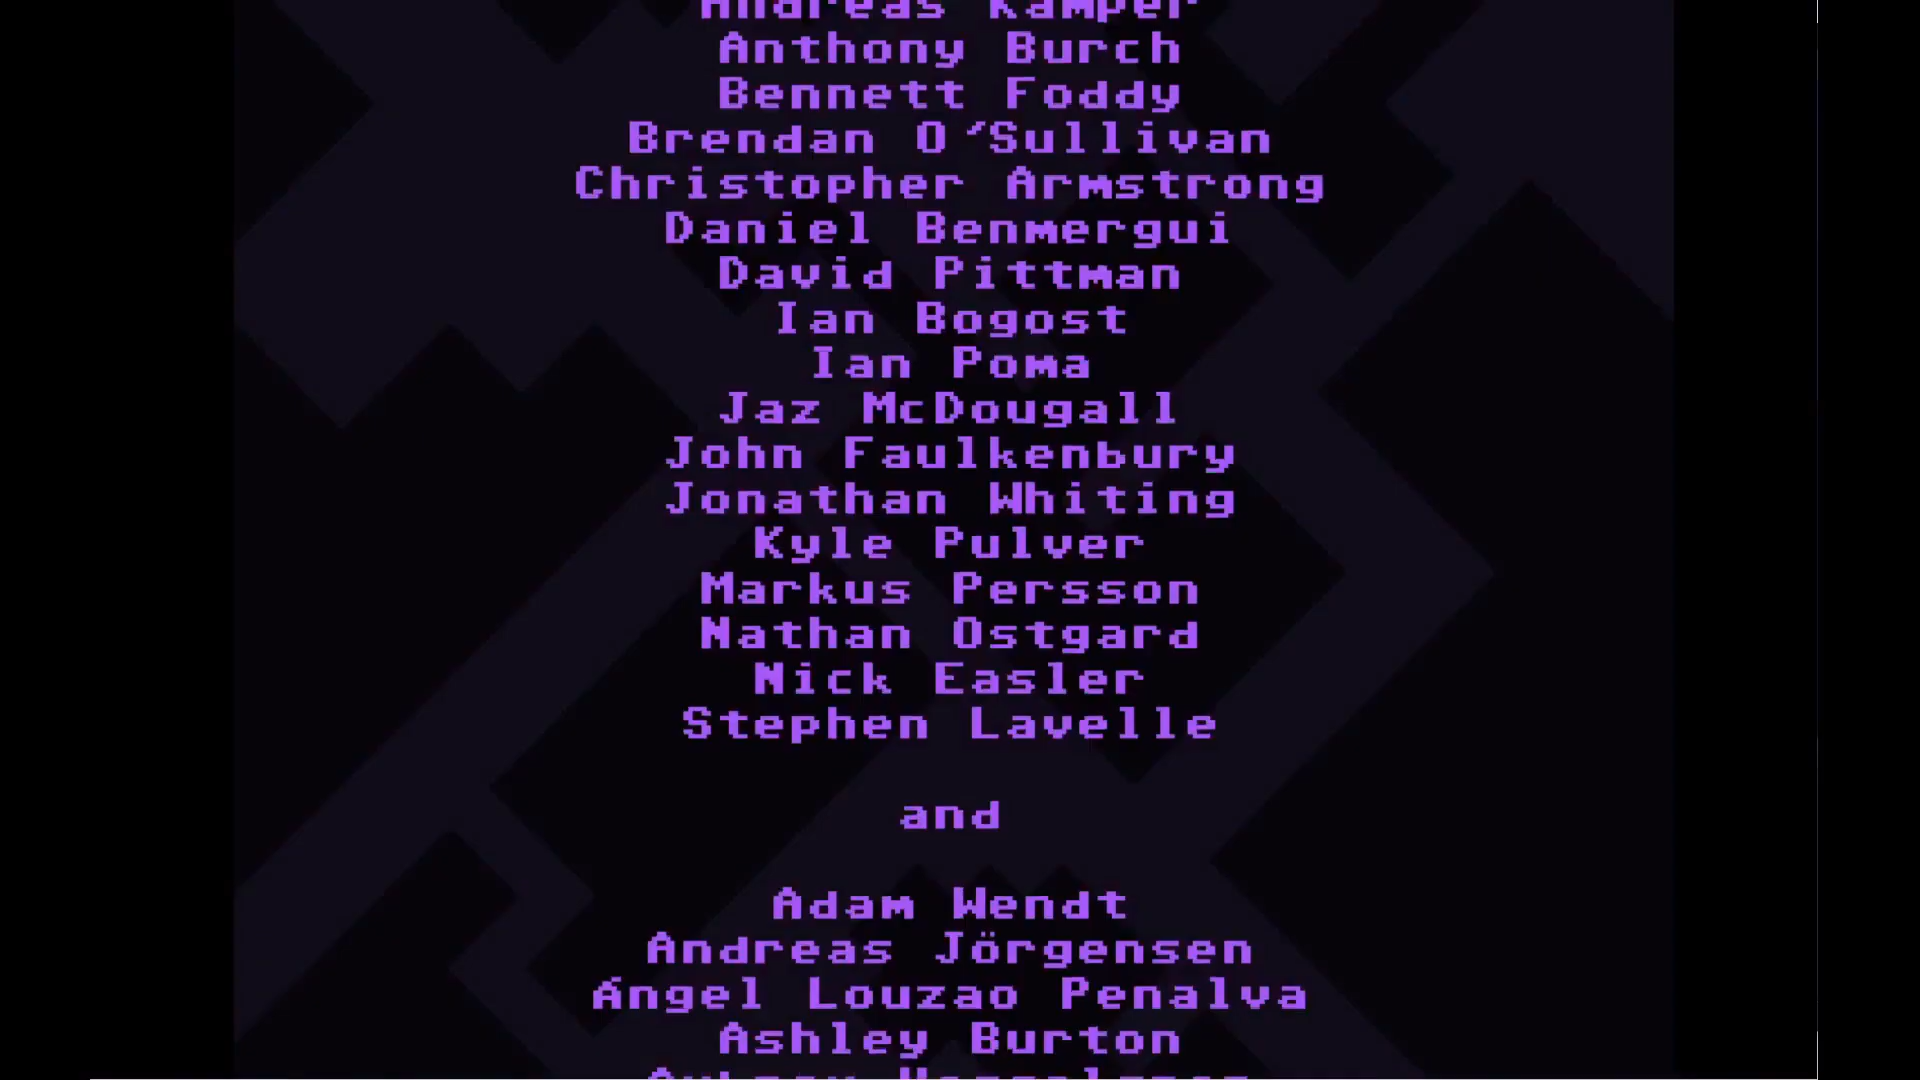 Andreas Kämper
Anthony Burch
Bennett Foddy
Brendan O'Sullivan
Christopher Armstrong
Daniel Benmergui
David Pittman
Ian Bogost
Ian Poma
Jaz McDougall
John Faulkenbury
Jonathan Whiting
Kyle Pulver
Markus Persson
Nathan Ostgard
Nick Easler
Stephen Lavelle
and
Adam Wendt
Andreas Jörgensen
Ángel Louzao Penalva
Ashley Burton